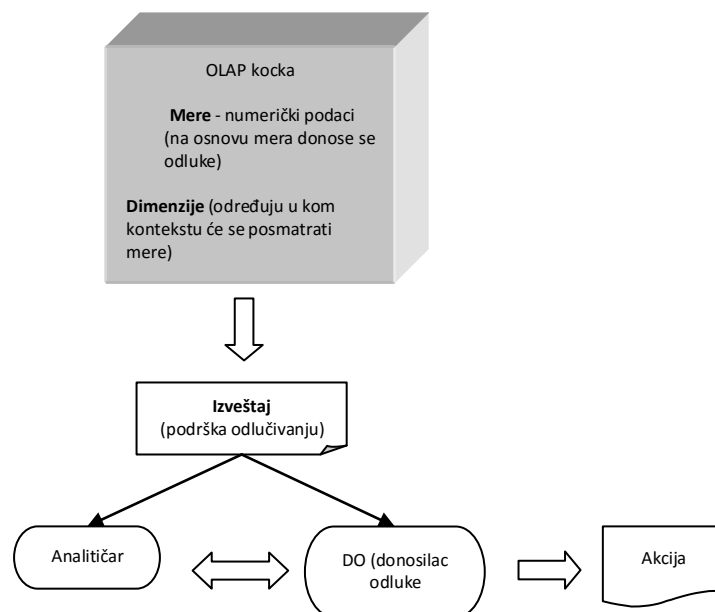 OLAP kocka
Mere - numerički podaci
(na osnovu mera donose se
odluke)
Dimenzije (određuju u kom
kontekstu će se posmatrati
mere)
Izveštaj
(podrška odlučivanju)
Analitičar
DO (donosilac
odluke
Akcija